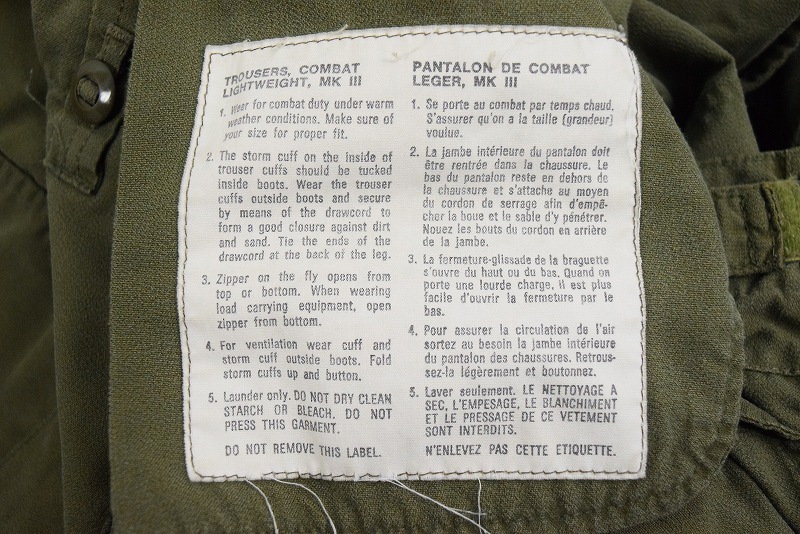 TROUSERS, COMBAT
LIGHTWEIGHT, MK III
1. Wear for combat duty under warm
weather conditions. Make sure of
your size for proper fit.
2. The storm cuff on the inside of
trouser cuffs should be tucked
inside boots. Wear the trouser
cuffs outside boots and secure
by means of the drawcord to
form a good closure against dirt
and sand. Tie the ends of the
drawcord at the back of the leg.
3. Zipper on the fly opens from
top or bottom. When wearing
load carrying equipment, open
zipper from bottom.
4. For ventilation wear cuff and
storm cuff outside boots. Fold
storm cuffs up and button.
5. Launder only. DO NOT DRY CLEAN
STARCH OR BLEACH. DO NOT
PRESS THIS GARMENT.
DO NOT REMOVE THIS LABEL.
PANTALON DE COMBAT
LEGER, MK III
1. Se porte au combat par temps chaud.
S'assurer qu'on a la taille (grandeur)
voulue.
2. La jambe intérieure du pantalon doit
être rentrée dans la chaussure. Le
bas du pantalon reste en dehors de
la chaussure et s'attache au moyen
du cordon de serrage afin d'empê-
cher la boue et le sable d'y pénétrer.
Nouez les bouts du cordon en arrière
de la jambe.
3. La fermeture-glissade de la braguette
s'ouvre du haut ou du bas. Quand on
porte une lourde charge, il est plus
facile d'ouvrir la fermeture par le
bas.
4. Pour assurer la circulation de l'air
sortez au besoin la jambe intérieure
du pantalon des chaussures. Retrous-
sez-la légèrement et boutonnez.
5. Laver seulement. LE NETTOYAGE A
SEC, L'EMPESAGE, LE BLANCHIMENT
ET LE PRESSAGE DE CE VETEMENT
SONT INTERDITS.
N'ENLEVEZ PAS CETTE ETIQUETTE.